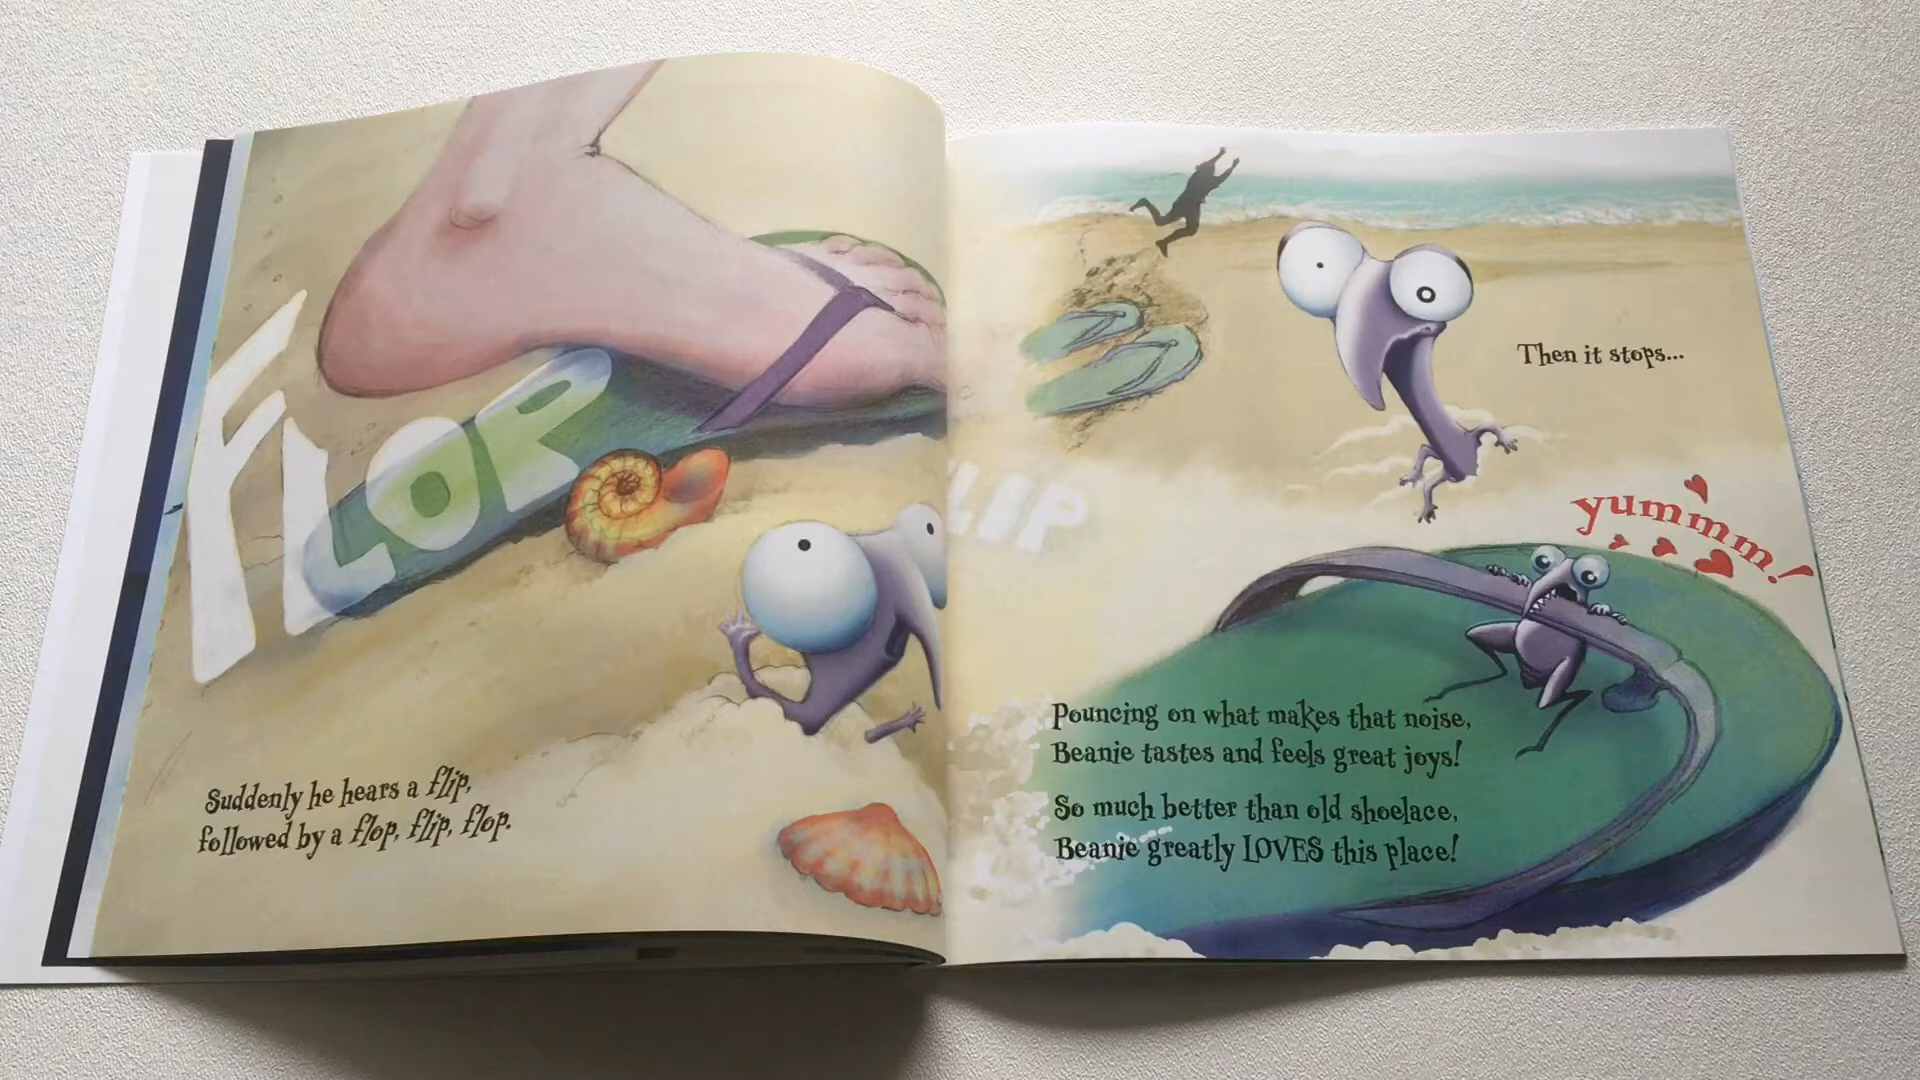 FLOP
Suddenly he hears a flip,
followed by a flop, flip, flop.
FLIP
Then it stops...
yummm!
Pouncing on what makes that noise,
Beanie tastes and feels great joys!
So much better than old shoelace,
Beanie greatly LOVES this place!